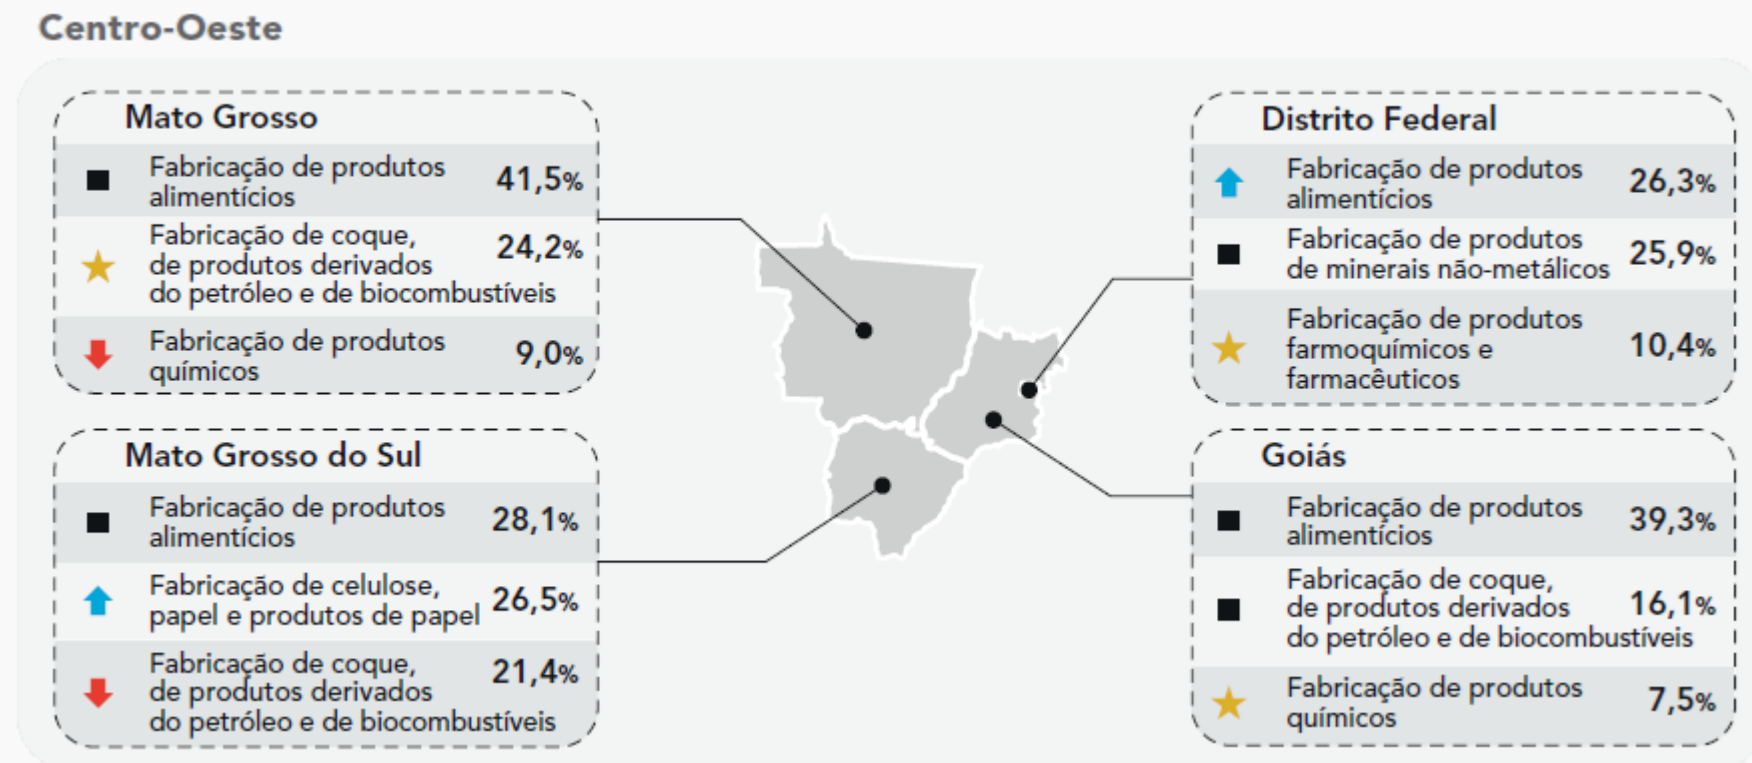 Centro-Oeste
Mato Grosso
Fabricação de produtos
alimentícios
41,5%
Fabricação de coque,
de produtos derivados
do petróleo e de biocombustíveis
24,2%
Fabricação de produtos
químicos
9,0%
Mato Grosso do Sul
Fabricação de produtos
alimentícios
28,1%
Fabricação de celulose,
papel e produtos de papel
26,5%
Fabricação de coque,
de produtos derivados
do petróleo e de biocombustíveis
21,4%
Distrito Federal
Fabricação de produtos
alimentícios
26,3%
Fabricação de produtos
de minerais não-metálicos
25,9%
Fabricação de produtos
farmoquímicos e
farmacêuticos
10,4%
Goiás
Fabricação de produtos
alimentícios
39,3%
Fabricação de coque,
de produtos derivados
do petróleo e de biocombustíveis
16,1%
Fabricação de produtos
químicos
7,5%